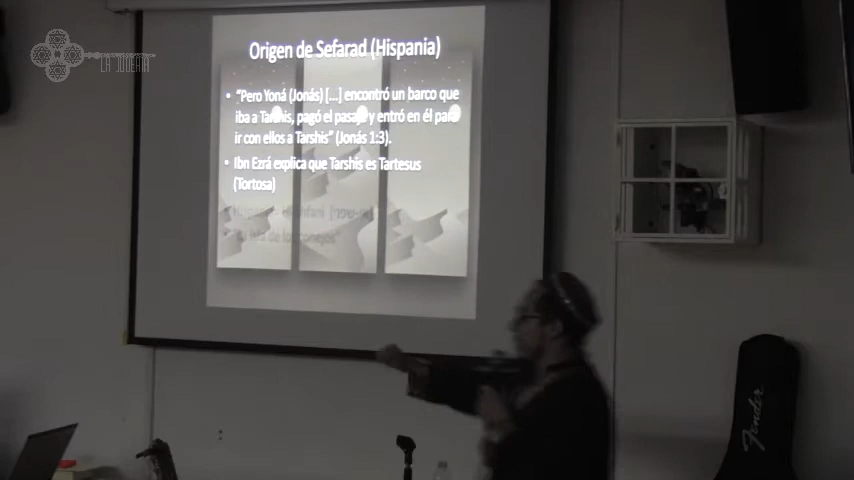 LA JUDERIA
Origen de Sefarad (Hispania)
• "Pero Yoná (Jonás) [...] encontró un barco que
iba a Tarshis, pagó el pasaje y entró en él para
ir con ellos a Tarshis" (Jonás 1:3).
• Ibn Ezrá explica que Tarshis es Tartesus
(Tortosa)
Fender